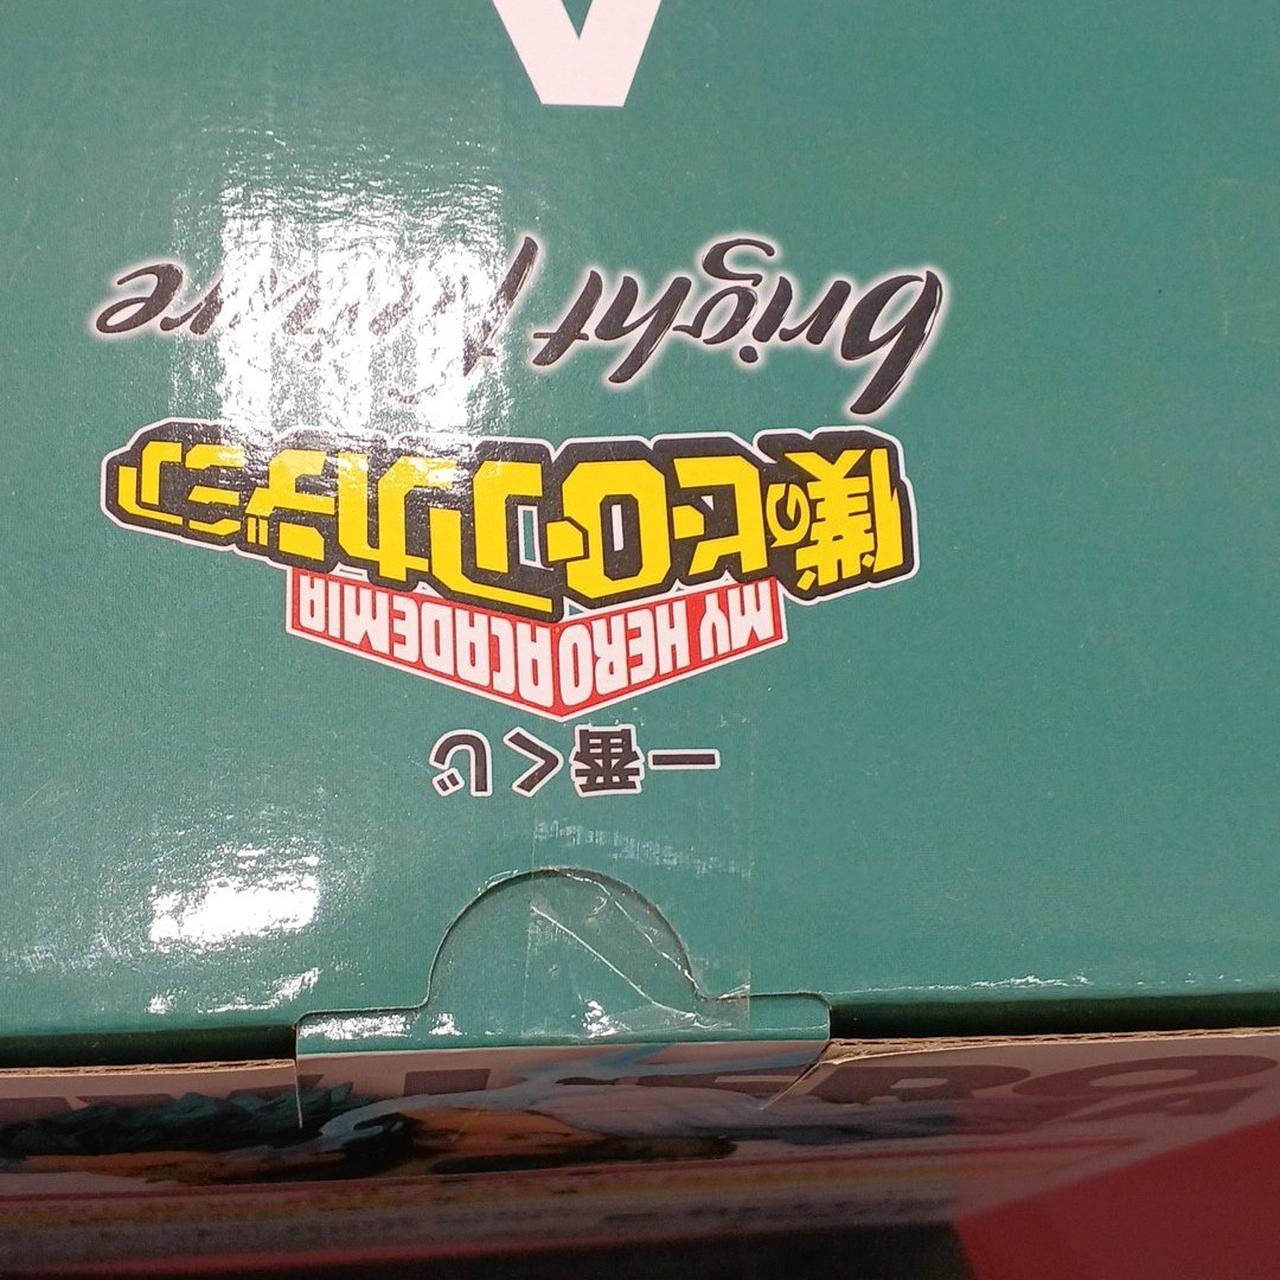 一番くじ
MY HERO ACADEMIA
僕のヒーローアカデミア
bright future
A